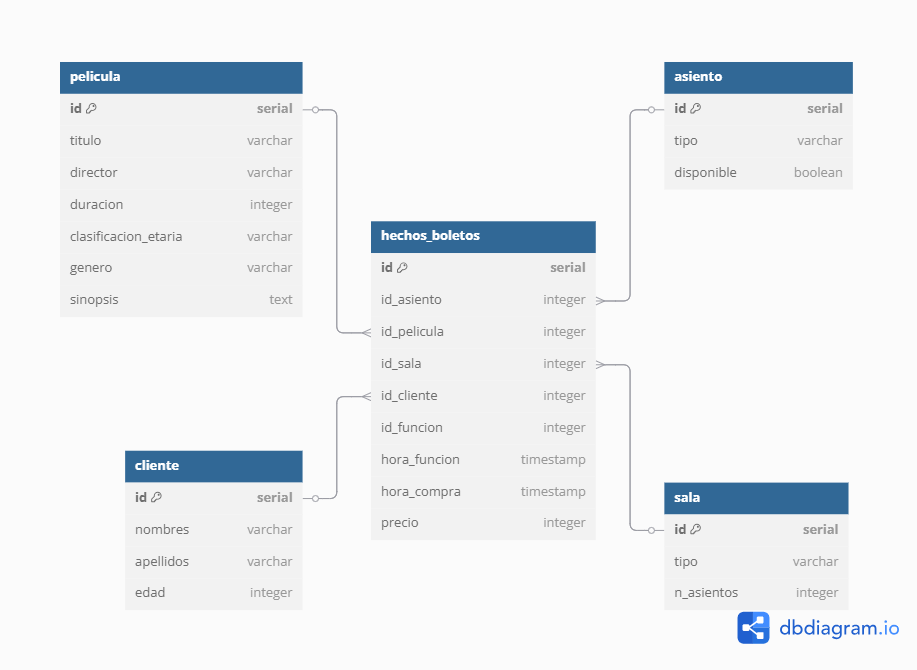 pelicula
id serial
titulo varchar
director varchar
duracion integer
clasificacion_etaria varchar
genero varchar
sinopsis text
asiento
id serial
tipo varchar
disponible boolean
hechos_boletos
id serial
id_asiento integer
id_pelicula integer
id_sala integer
id_cliente integer
id_funcion integer
hora_funcion timestamp
hora_compra timestamp
precio integer
cliente
id serial
nombres varchar
apellidos varchar
edad integer
sala
id serial
tipo varchar
n_asientos integer
dbdiagram.io